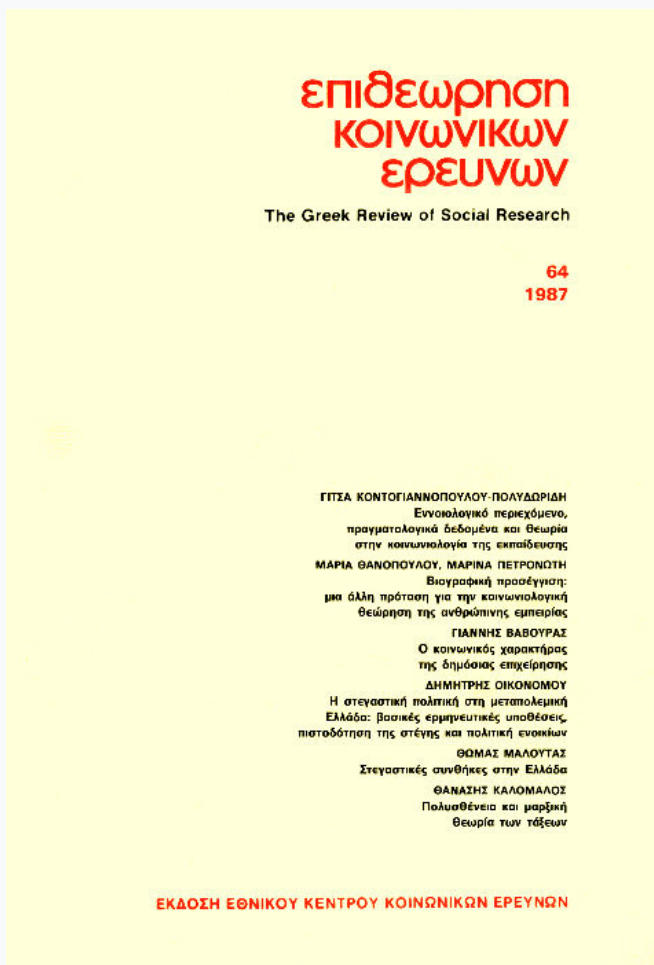 επιθεωρηση
κοινωνικων
ερευνων
The Greek Review of Social Research
64
1987
ΓΙΤΣΑ ΚΟΝΤΟΓΙΑΝΝΟΠΟΥΛΟΥ-ΠΟΛΥΔΩΡΙΔΗ
Εννοιολογικό περιεχόμενο,
πραγματολογικά δεδομένα και θεωρία
στην κοινωνιολογία της εκπαίδευσης
ΜΑΡΙΑ ΘΑΝΟΠΟΥΛΟΥ, ΜΑΡΙΝΑ ΠΕΤΡΟΝΩΤΗ
Βιογραφική προσέγγιση:
μια άλλη πρόταση για την κοινωνιολογική
θεώρηση της ανθρώπινης εμπειρίας
ΓΙΑΝΝΗΣ ΒΑΒΟΥΡΑΣ
Ο κοινωνικός χαρακτήρας
της δημόσιας επιχείρησης
ΔΗΜΗΤΡΗΣ ΟΙΚΟΝΟΜΟΥ
Η στεγαστική πολιτική στη μεταπολεμική
Ελλάδα: βασικές ερμηνευτικές υποθέσεις,
πιστοδότηση της στέγης και πολιτική ενοικίων
ΘΩΜΑΣ ΜΑΛΟΥΤΑΣ
Στεγαστικές συνθήκες στην Ελλάδα
ΘΑΝΑΣΗΣ ΚΑΛΟΜΑΛΟΣ
Πολυσθένεια και μαρξική
θεωρία των τάξεων
ΕΚΔΟΣΗ ΕΘΝΙΚΟΥ ΚΕΝΤΡΟΥ ΚΟΙΝΩΝΙΚΩΝ ΕΡΕΥΝΩΝ